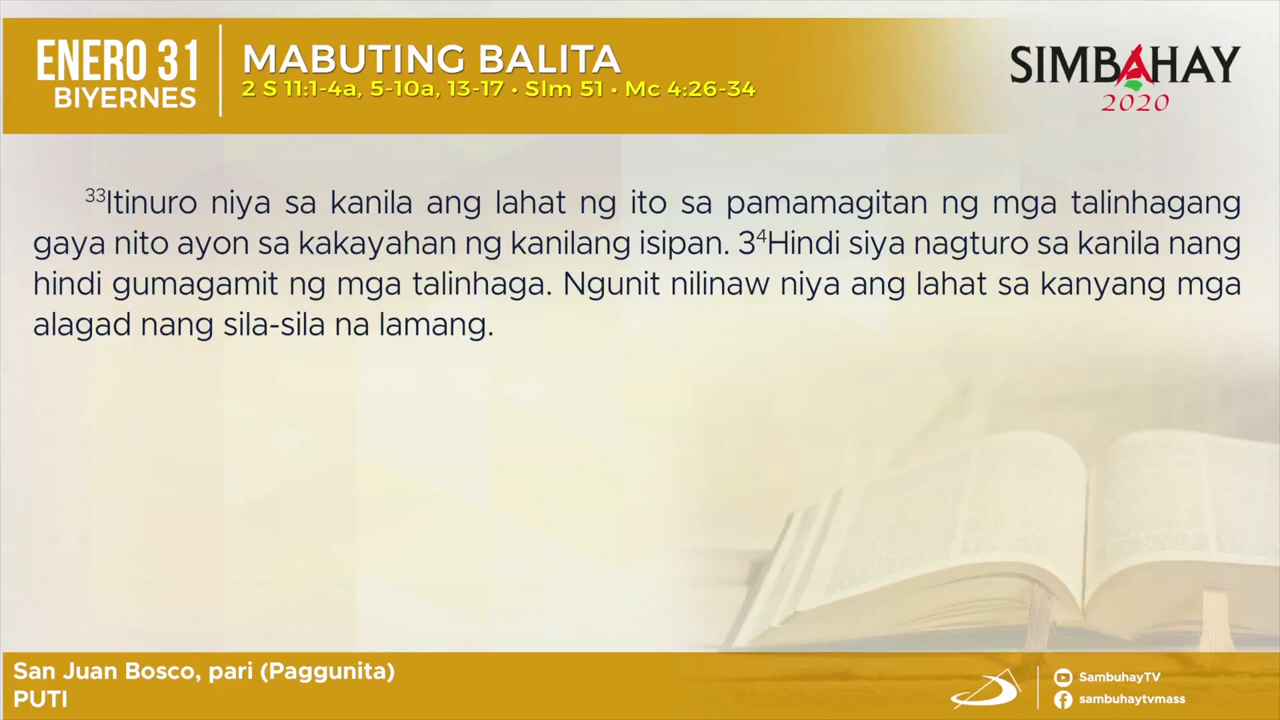 ENERO 31
BIYERNES
MABUTING BALITA
2 S 11:1-4a, 5-10a, 13-17 • Slm 51 • Mc 4:26-34
SIMBAHAY
2020
³³Itinuro niya sa kanila ang lahat ng ito sa pamamagitan ng mga talinhagang
gaya nito ayon sa kakayahan ng kanilang isipan. 3⁴Hindi siya nagturo sa kanila nang
hindi gumagamit ng mga talinhaga. Ngunit nilinaw niya ang lahat sa kanyang mga
alagad nang sila-sila na lamang.
San Juan Bosco, pari (Paggunita)
PUTI
SambuhayTV
sambuhaytvmass